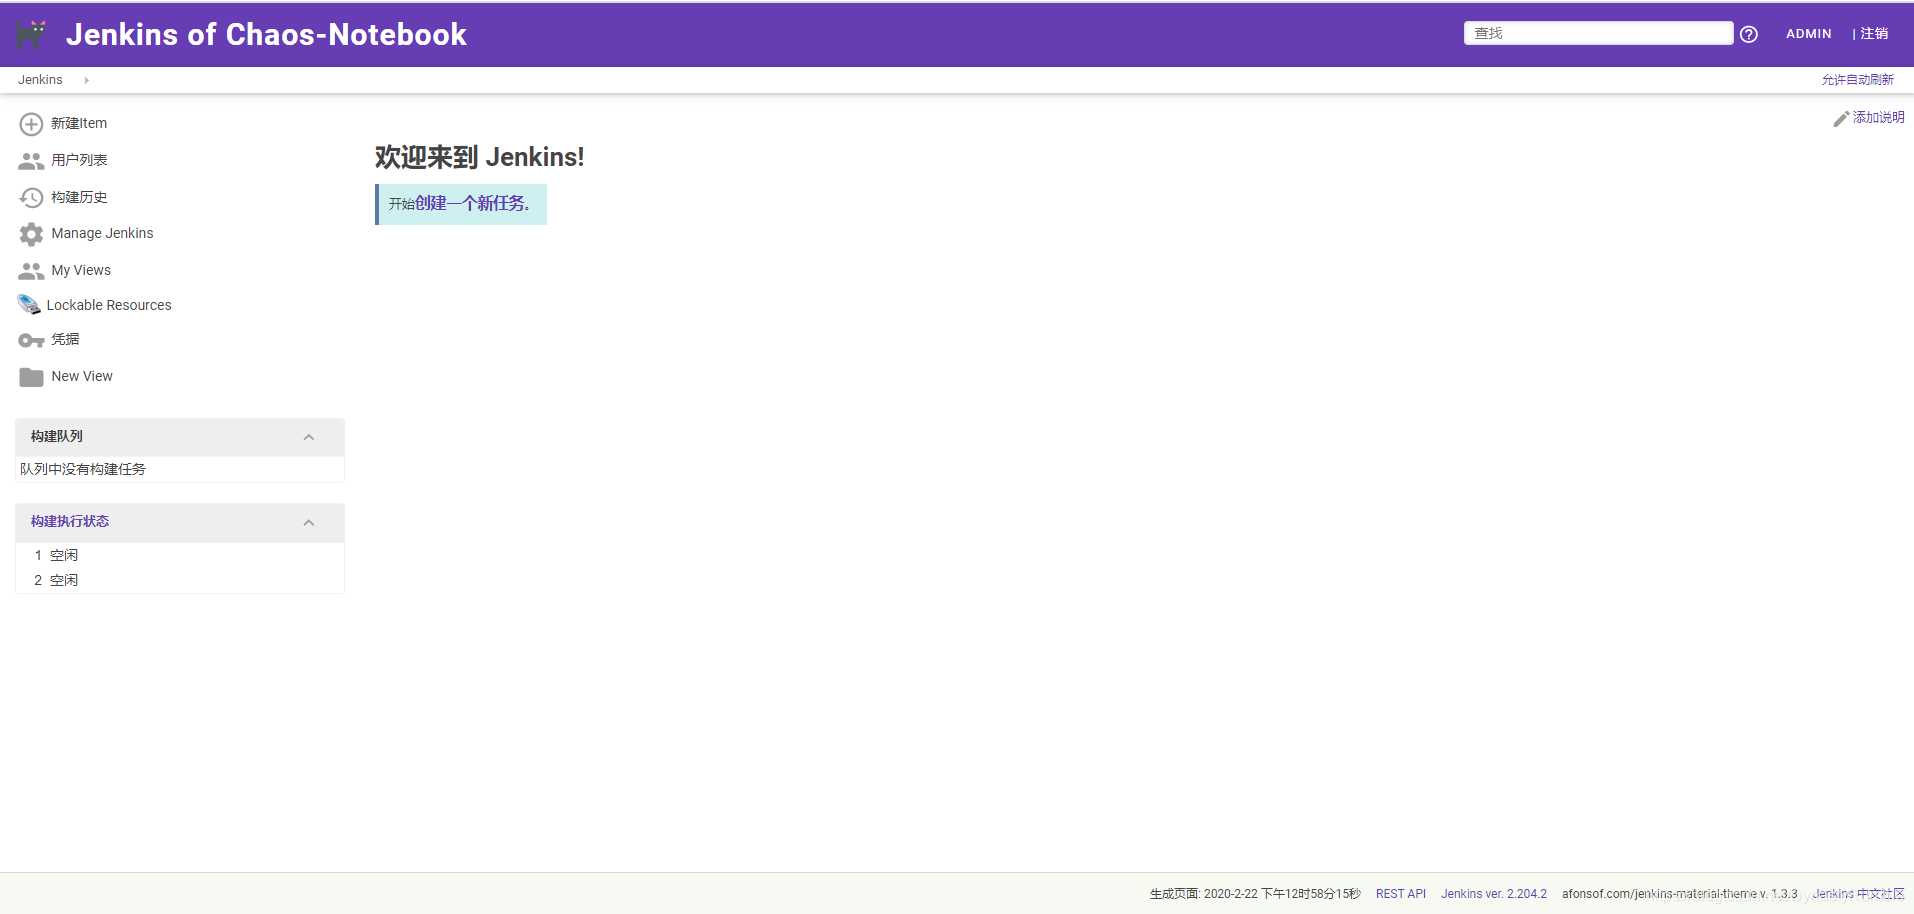 Jenkins of Chaos-Notebook
查找
ADMIN
| 注销
Jenkins
允许自动刷新
添加说明
新建Item
用户列表
构建历史
Manage Jenkins
My Views
Lockable Resources
凭据
New View
构建队列
队列中没有构建任务
构建执行状态
1 空闲
2 空闲
欢迎来到 Jenkins!
开始创建一个新任务。
生成页面: 2020-2-22 下午12时58分15秒 REST API Jenkins ver. 2.204.2 afonsof.com/jenkins-material-theme v. 1.3.3 Jenkins 中文社区